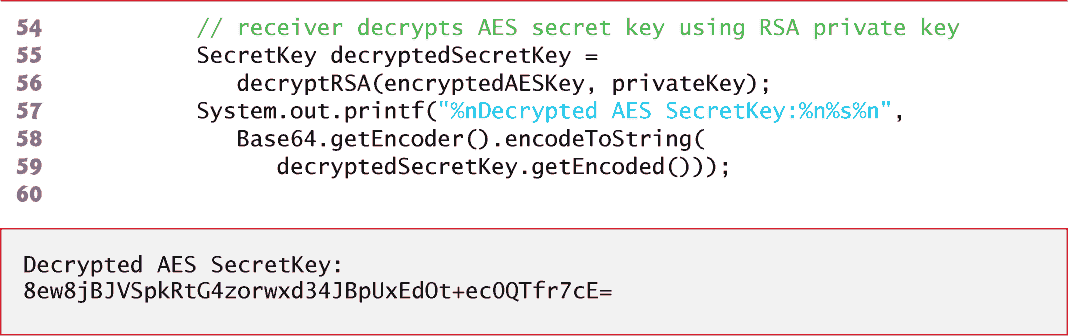 54 // receiver decrypts AES secret key using RSA private key
55 SecretKey decryptedSecretKey =
56 decryptRSA(encryptedAESKey, privateKey);
57 System.out.printf("%nDecrypted AES SecretKey:%n%s%n",
58 Base64.getEncoder().encodeToString(
59 decryptedSecretKey.getEncoded()));
60
Decrypted AES SecretKey:
8ew8jBJVSpkRtG4zorwxd34JBpUxEdOt+ecOQTfr7cE=